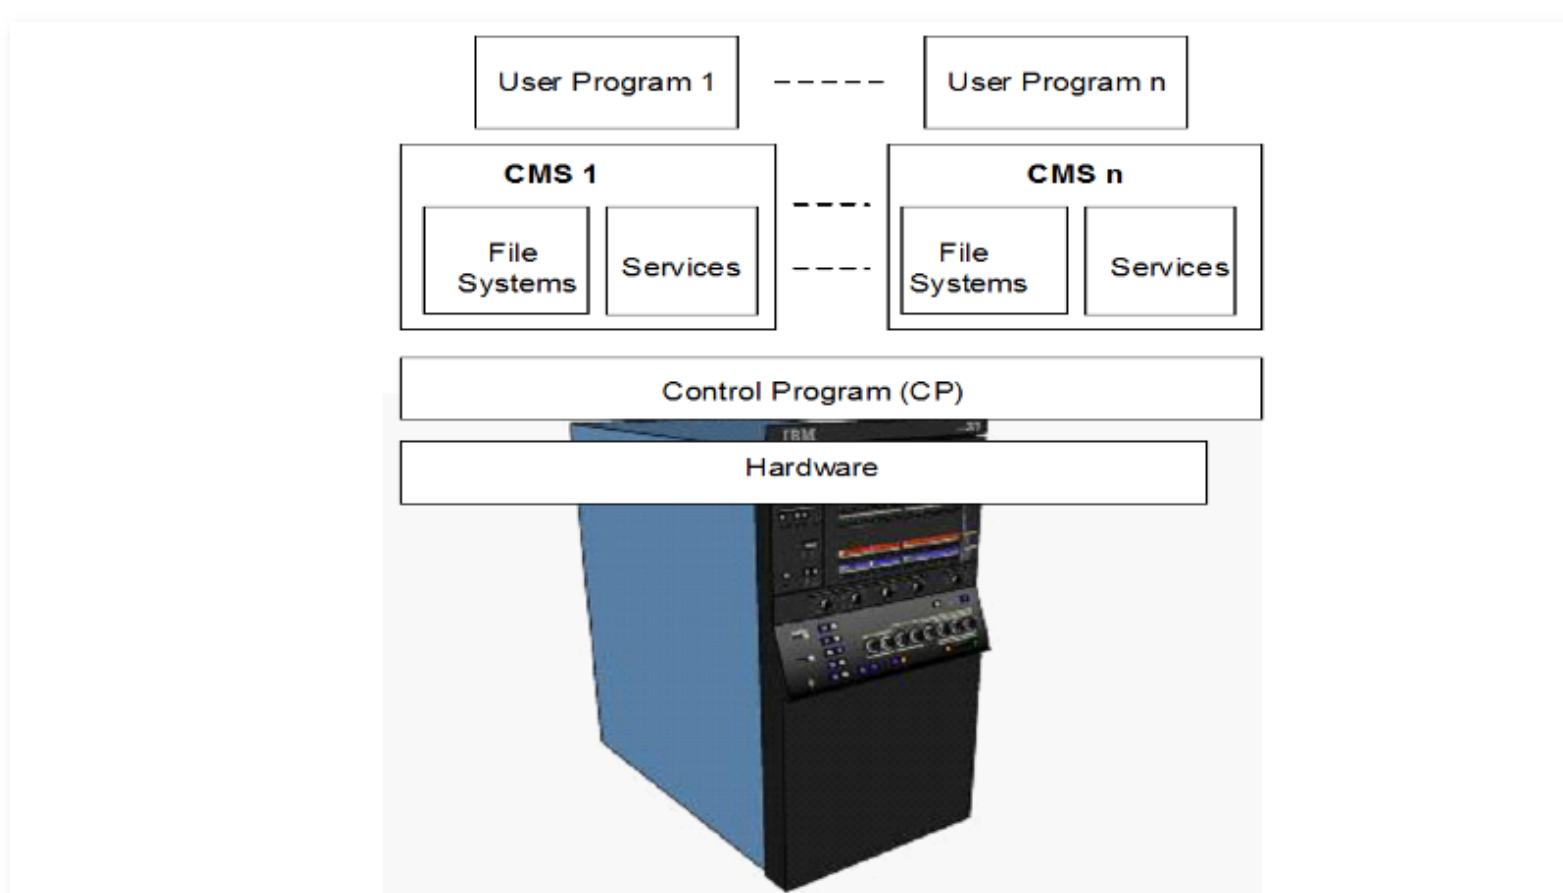 User Program 1
User Program n
CMS 1
File
Systems
Services
CMS n
File
Systems
Services
Control Program (CP)
IBM
Hardware